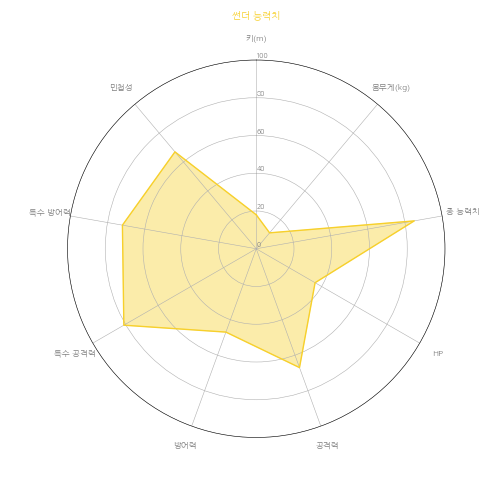 썬더 능력치
키(m)
100
민첩성
몸무게(kg)
80
60
40
특수 방어력
20
총 능력치
0
특수 공격력
HP
방어력
공격력